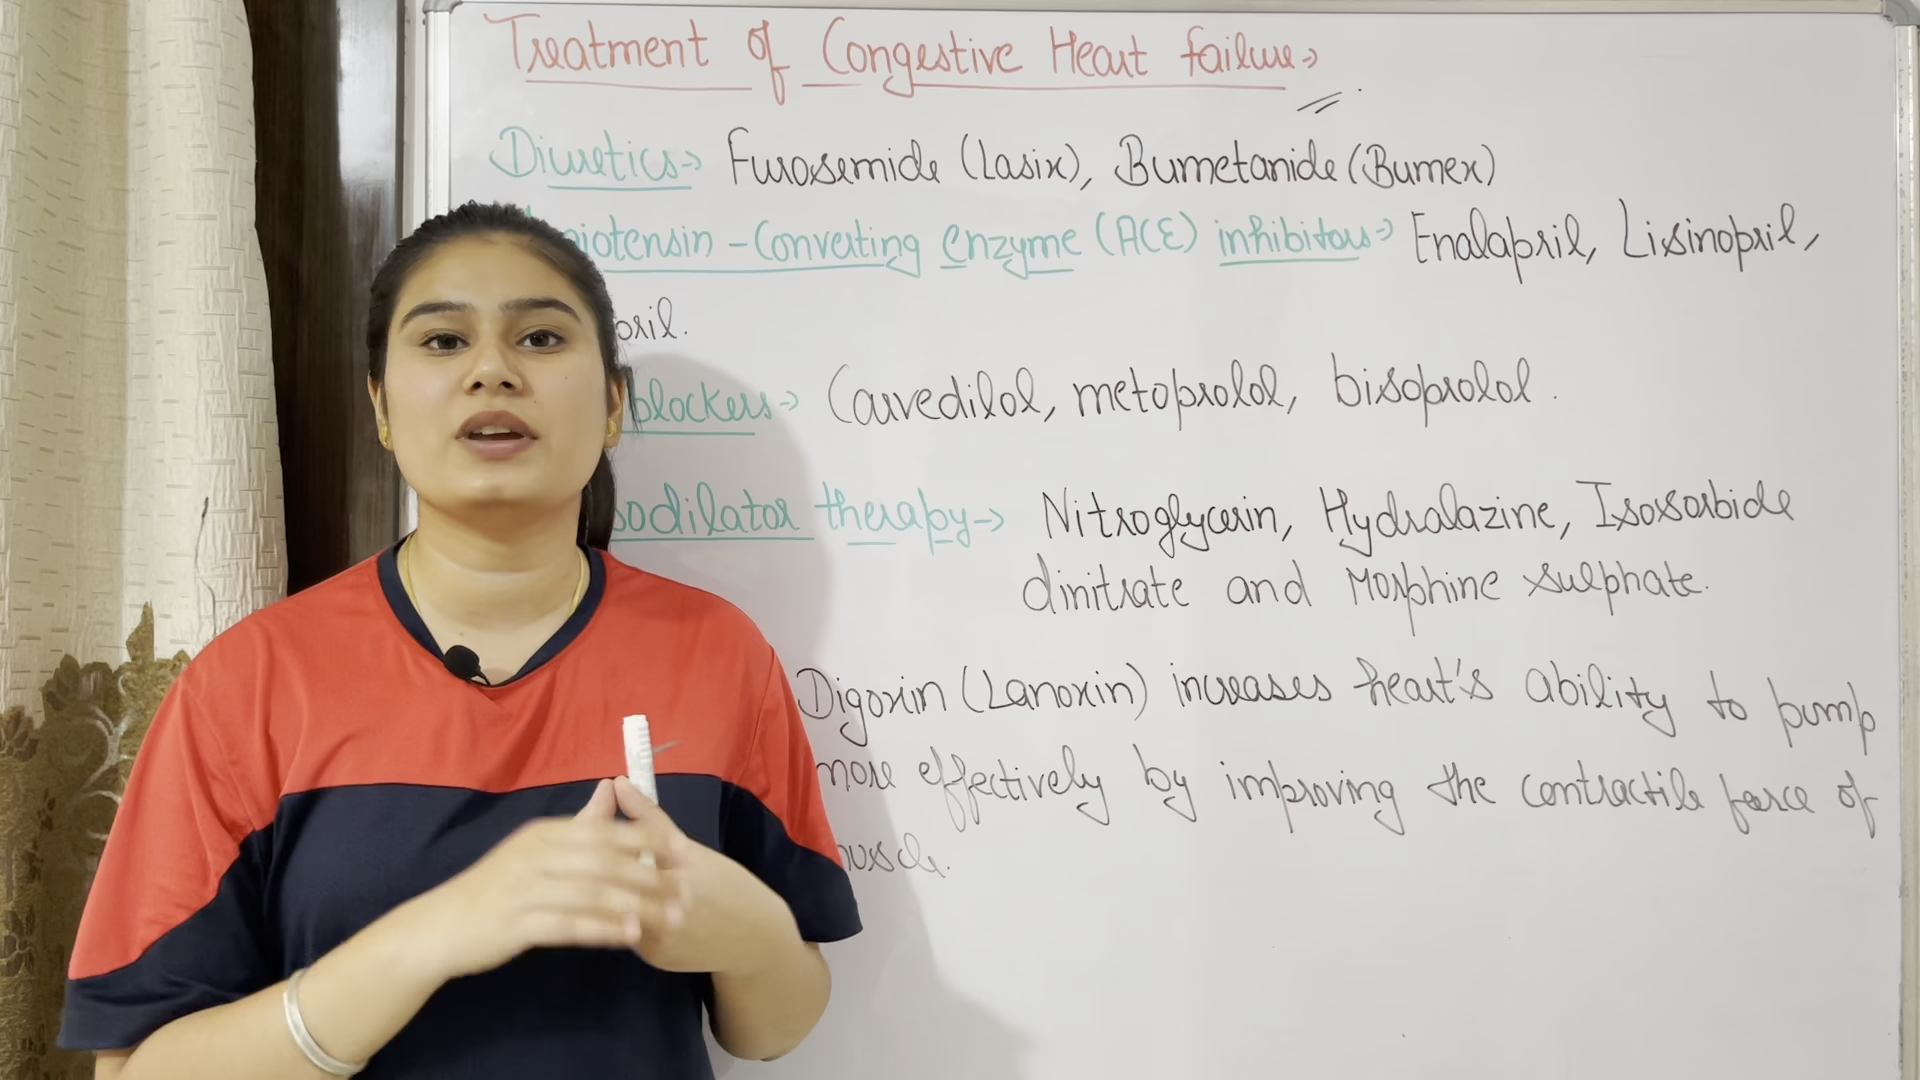 Treatment of Congestive Heart failure→
Diuretics→ Furosemide (Lasix), Bumetanide (Bumex)
iotensin-Converting Enzyme (ACE) inhibitors→ Enalapril, Lisinopril,
pril.
blockers→ Carvedilol, metoprolol, bisoprolol.
sodilator therapy→ Nitroglycerin, Hydralazine, Isosorbide
dinitrate and Morphine sulphate.
Digoxin (Lanoxin) increases heart's ability to pump
more effectively by improving the contractile force of
muscle.